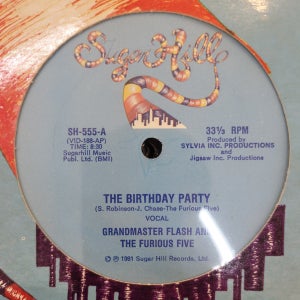 Sugar Hill
SH-555-A
(VID-188-AP)
TIME: 8:20
Sugarhill Music
Publ. Ltd. (BMI)
33⅓ RPM
Produced by
SYLVIA INC. PRODUCTIONS
and
Jigsaw Inc. Productions
THE BIRTHDAY PARTY
(S. Robinson-J. Chase-The Furious Five)
VOCAL
GRANDMASTER FLASH AND
THE FURIOUS FIVE
℗ © 1981 Sugar Hill Records, Ltd.